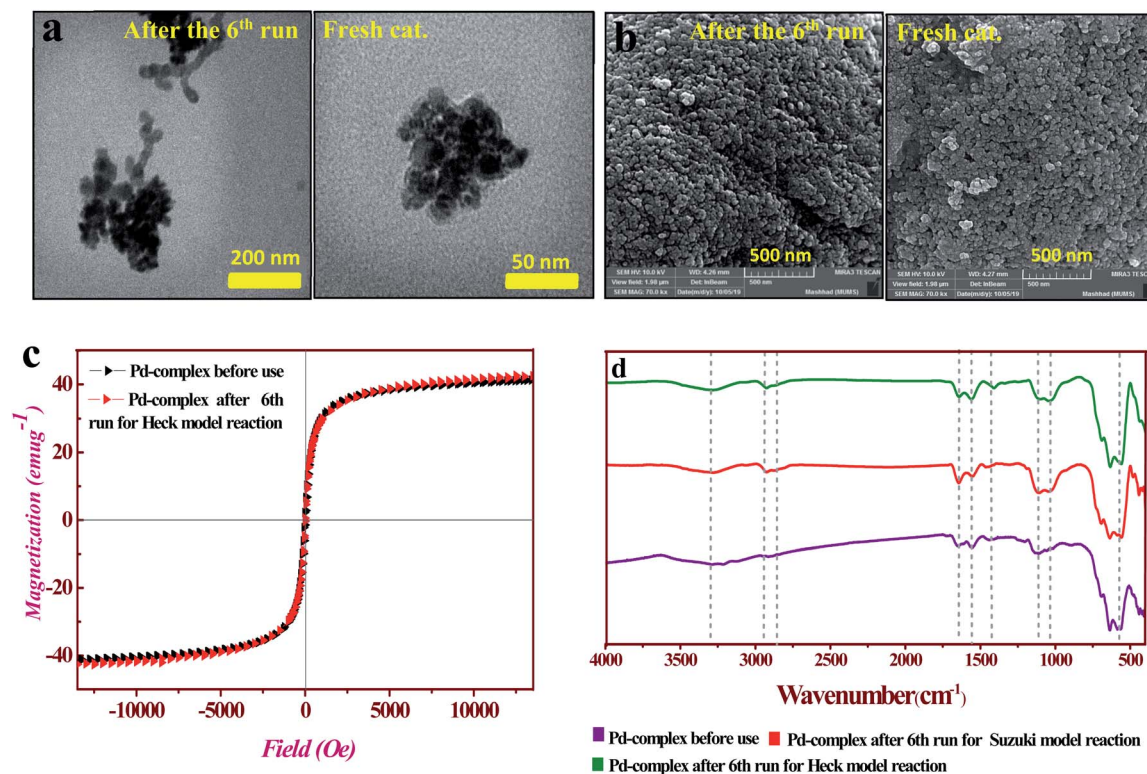 a
After the 6th run
Fresh cat.
200 nm
50 nm
b
After the 6th run
Fresh cat.
500 nm
500 nm
SEM HV: 10.0 kV WD: 4.26 mm MIRA3 TESCAN
View field: 1.98 µm Det: InBeam 500 nm
SEM MAG: 70.0 kx Date(m/d/y): 10/05/19 Mashhad (MUMS)
SEM HV: 10.0 kV WD: 4.27 mm MIRA3 TESCAN
View field: 1.98 µm Det: InBeam 500 nm
SEM MAG: 70.0 kx Date(m/d/y): 10/05/19 Mashhad (MUMS)
c
Pd-complex before use
Pd-complex after 6th
run for Heck model reaction
Magnetization (emug-1)
40
20
0
-20
-40
-10000 -5000 0 5000 10000
Field (Oe)
d
4000 3500 3000 2500 2000 1500 1000 500
Wavenumber(cm-1)
Pd-complex before use
Pd-complex after 6th run for Suzuki model reaction
Pd-complex after 6th run for Heck model reaction